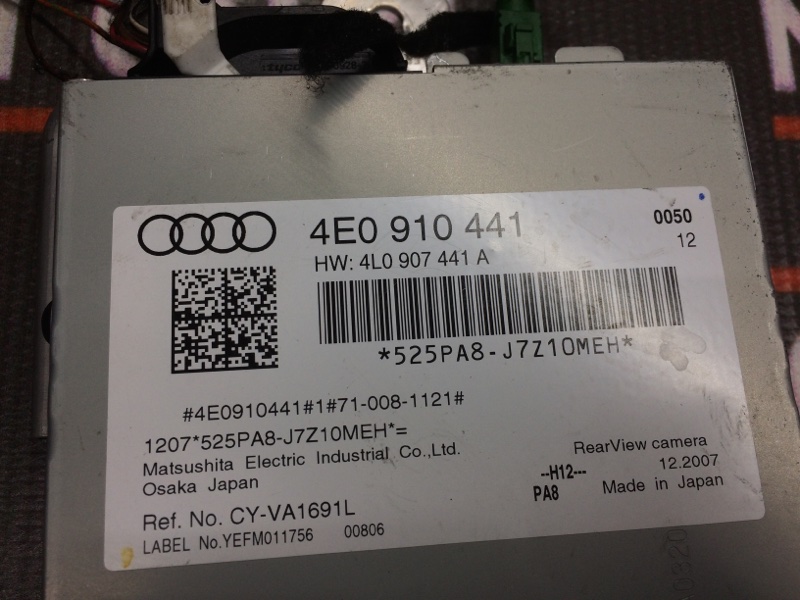 4E0 910 441
0050
HW: 4L0 907 441 A
12
*525PA8-J7Z10MEH*
#4E0910441#1#71-008-1121#
1207*525PA8-J7Z10MEH*=
Matsushita Electric Industrial Co.,Ltd.
Osaka Japan
RearView camera
--H12---
12.2007
PA8
Made in Japan
Ref. No. CY-VA1691L
LABEL No.YEFM011756 00806